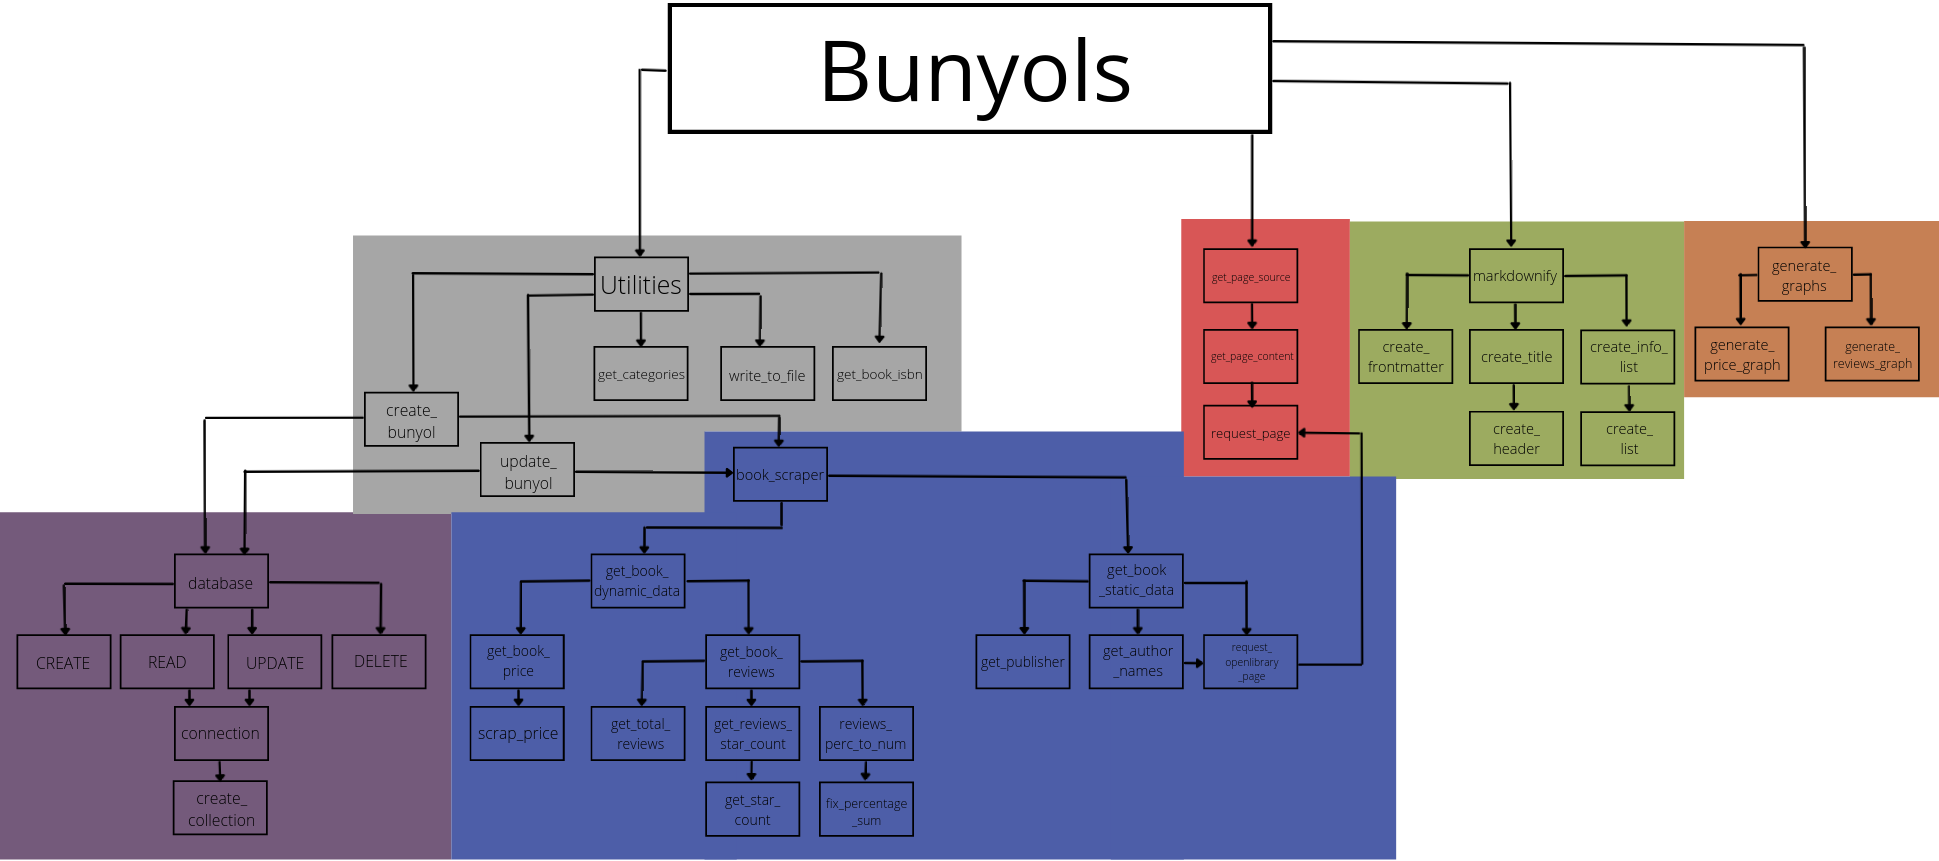 Bunyols
Utilities
get_categories
write_to_file
get_book_isbn
create_
bunyol
update_
bunyol
get_page_source
get_page_content
request_page
markdownify
create_
frontmatter
create_title
create_info_
list
create_
header
create_
list
generate_
graphs
generate_
price_graph
generate_
reviews_graph
book_scraper
database
CREATE
READ
UPDATE
DELETE
connection
create_
collection
get_book_
dynamic_data
get_book_
price
scrap_price
get_book_
reviews
get_total_
reviews
get_reviews_
star_count
reviews_
perc_to_num
get_star_
count
fix_percentage
_sum
get_book
_static_data
get_publisher
get_author
_names
request_
openlibrary
_page